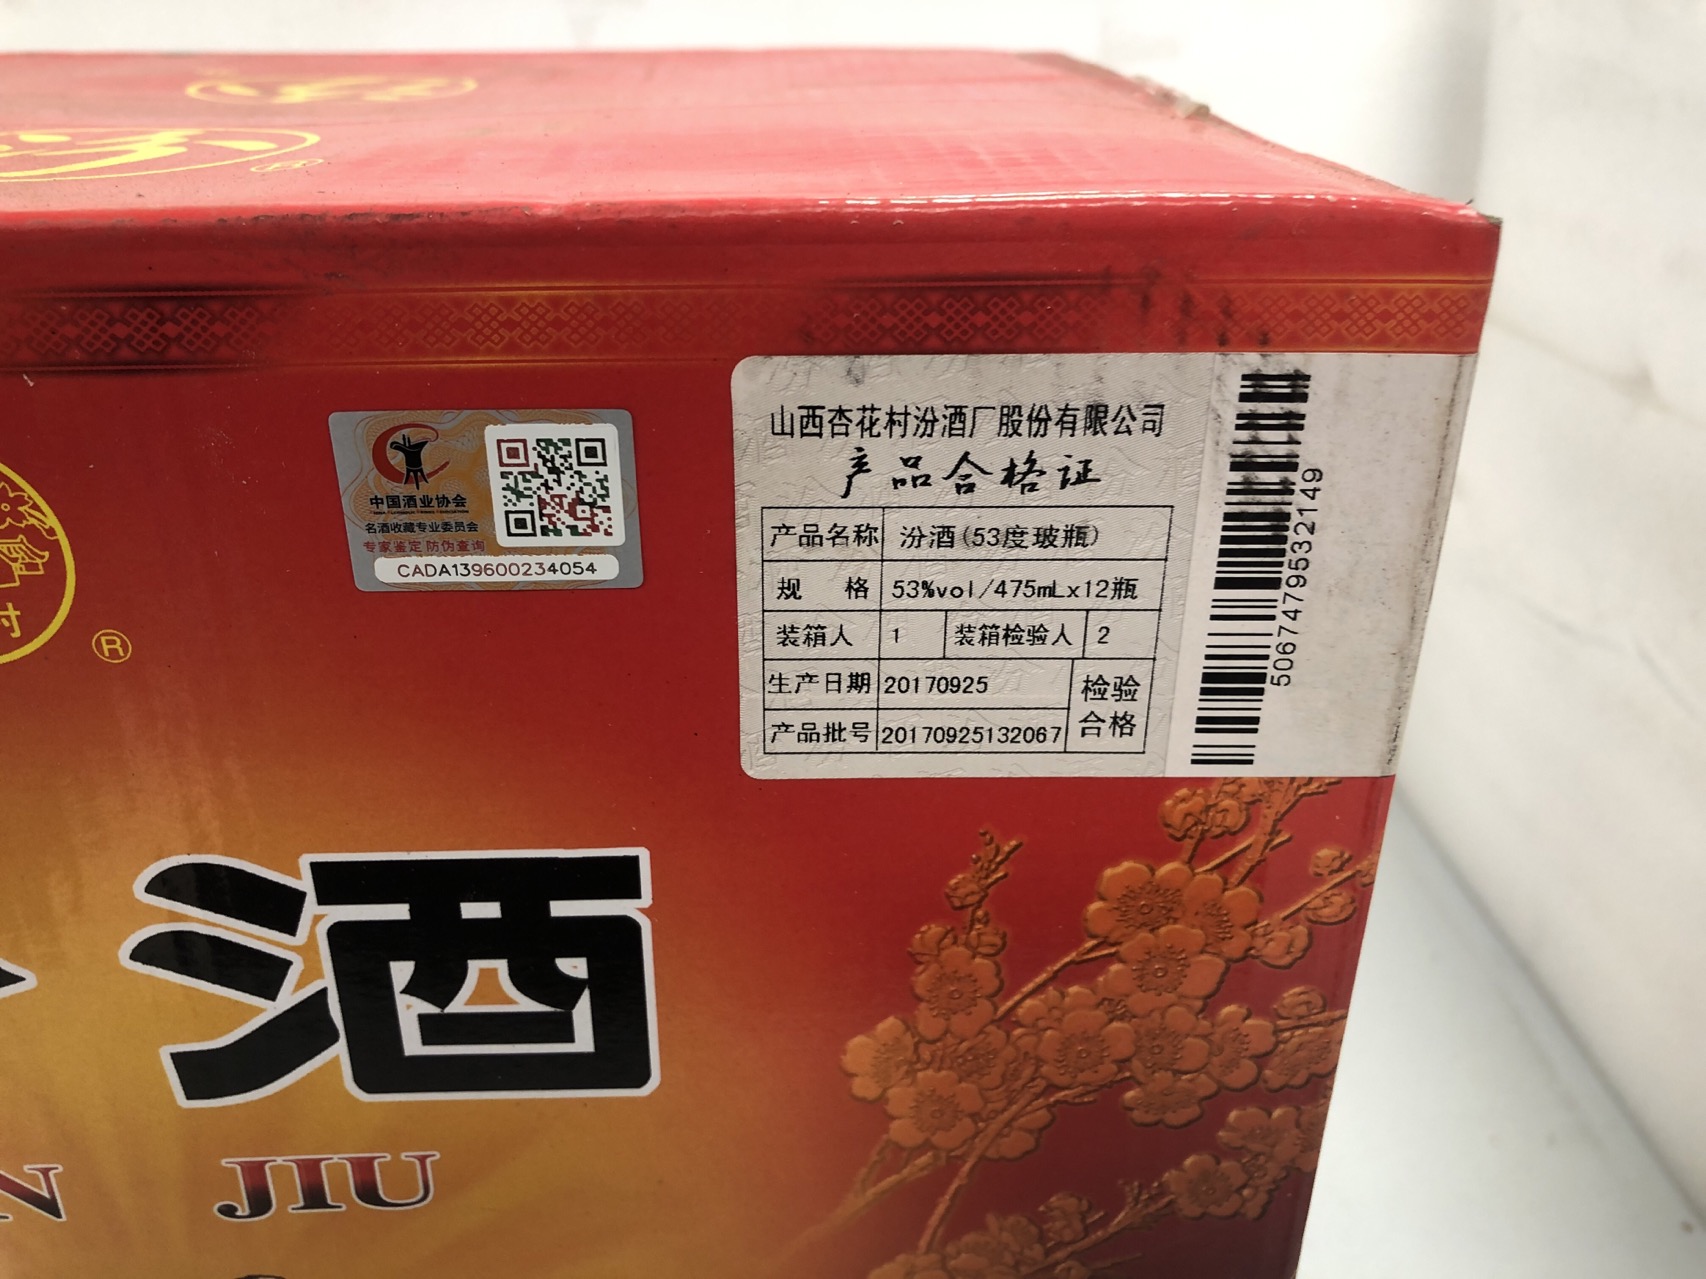 中国酒业协会
名酒收藏专业委员会
专家鉴定 防伪查询
CADA139600234054
山西杏花村汾酒厂股份有限公司
产品合格证
产品名称 汾酒(53度玻瓶)
规 格 53%vol/475mLx12瓶
装箱人 1 装箱检验人 2
生产日期 20170925
检验
产品批号 20170925132067
合格
5067479532149
村
®
酒
N JIU